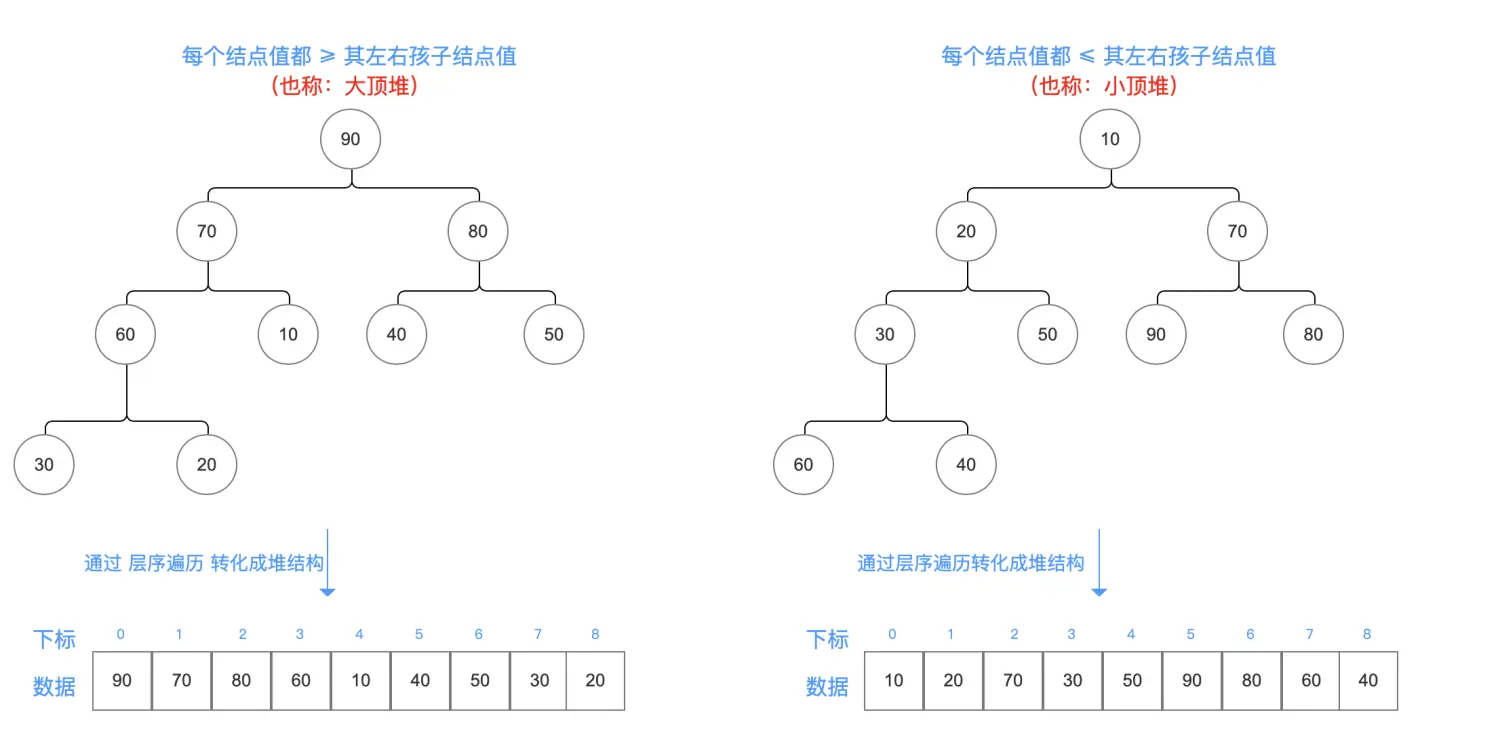 每个结点值都 ≥ 其左右孩子结点值
(也称：大顶堆)
90
70 80
60 10 40 50
30 20
通过 层序遍历 转化成堆结构
下标 0 1 2 3 4 5 6 7 8
数据 90 70 80 60 10 40 50 30 20
每个结点值都 ≤ 其左右孩子结点值
(也称：小顶堆)
10
20 70
30 50 90 80
60 40
通过层序遍历转化成堆结构
下标 0 1 2 3 4 5 6 7 8
数据 10 20 70 30 50 90 80 60 40